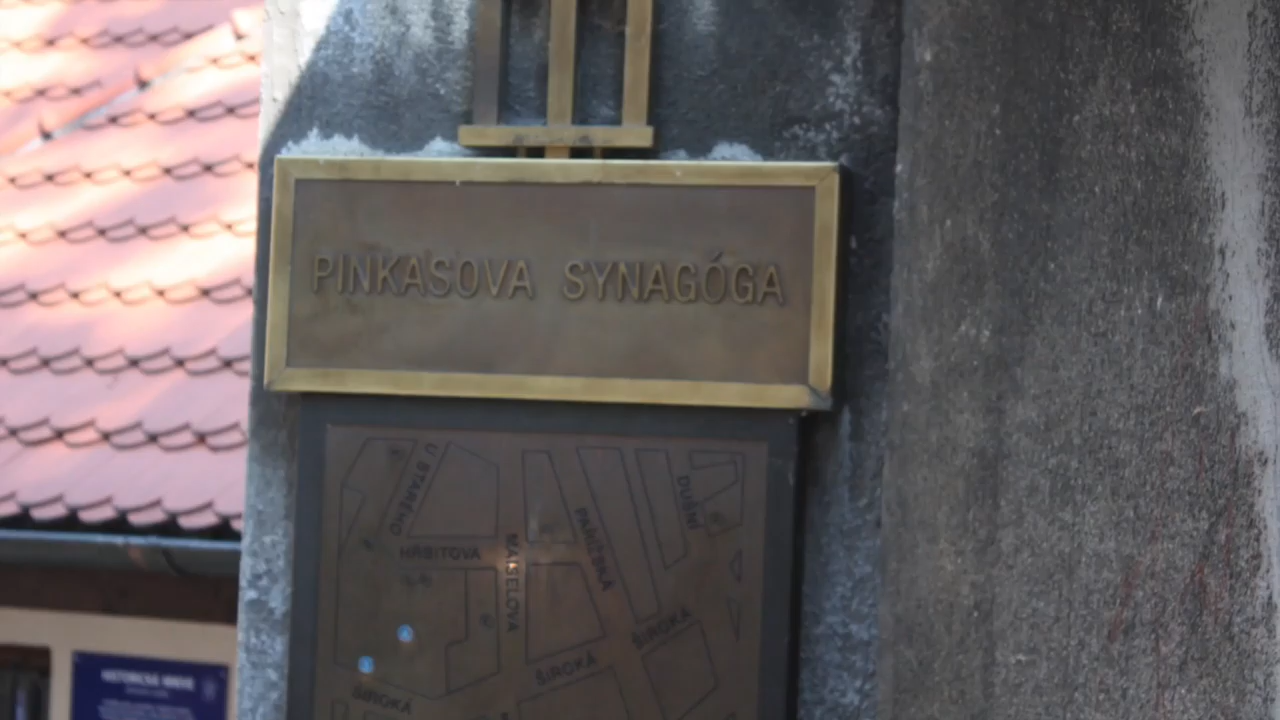 PINKASOVA SYNAGÓGA
U STARÉHO
HŘBITOVA
MAISELOVA
PAŘÍŽSKÁ
DUŠNÍ
ŠIROKÁ
ŠIROKÁ
ŠIROKÁ